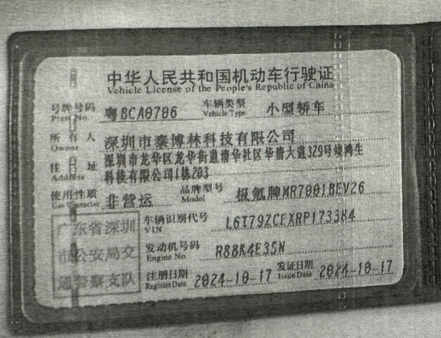 中华人民共和国机动车行驶证
Vehicle License of the People's Republic of China
号牌号码 粤BCA0706 车辆类型 小型轿车
Plate No. Vehicle Type
所有人 深圳市泰博林科技有限公司
Owner
住址 深圳市龙华区龙华街道清华社区华清大道329号
Address 科技有限公司1栋203
使用性质 非营运 品牌型号 极氪牌MR7001BEV26
Use Character Model
广东省深圳
市公安局交
通警察支队
车辆识别代号 L6T79ZCEXRP173384
VIN
发动机号码 R88K4E35N
Engine No.
注册日期 2024-10-17 发证日期 2024-10-17
Register Date Issue Date